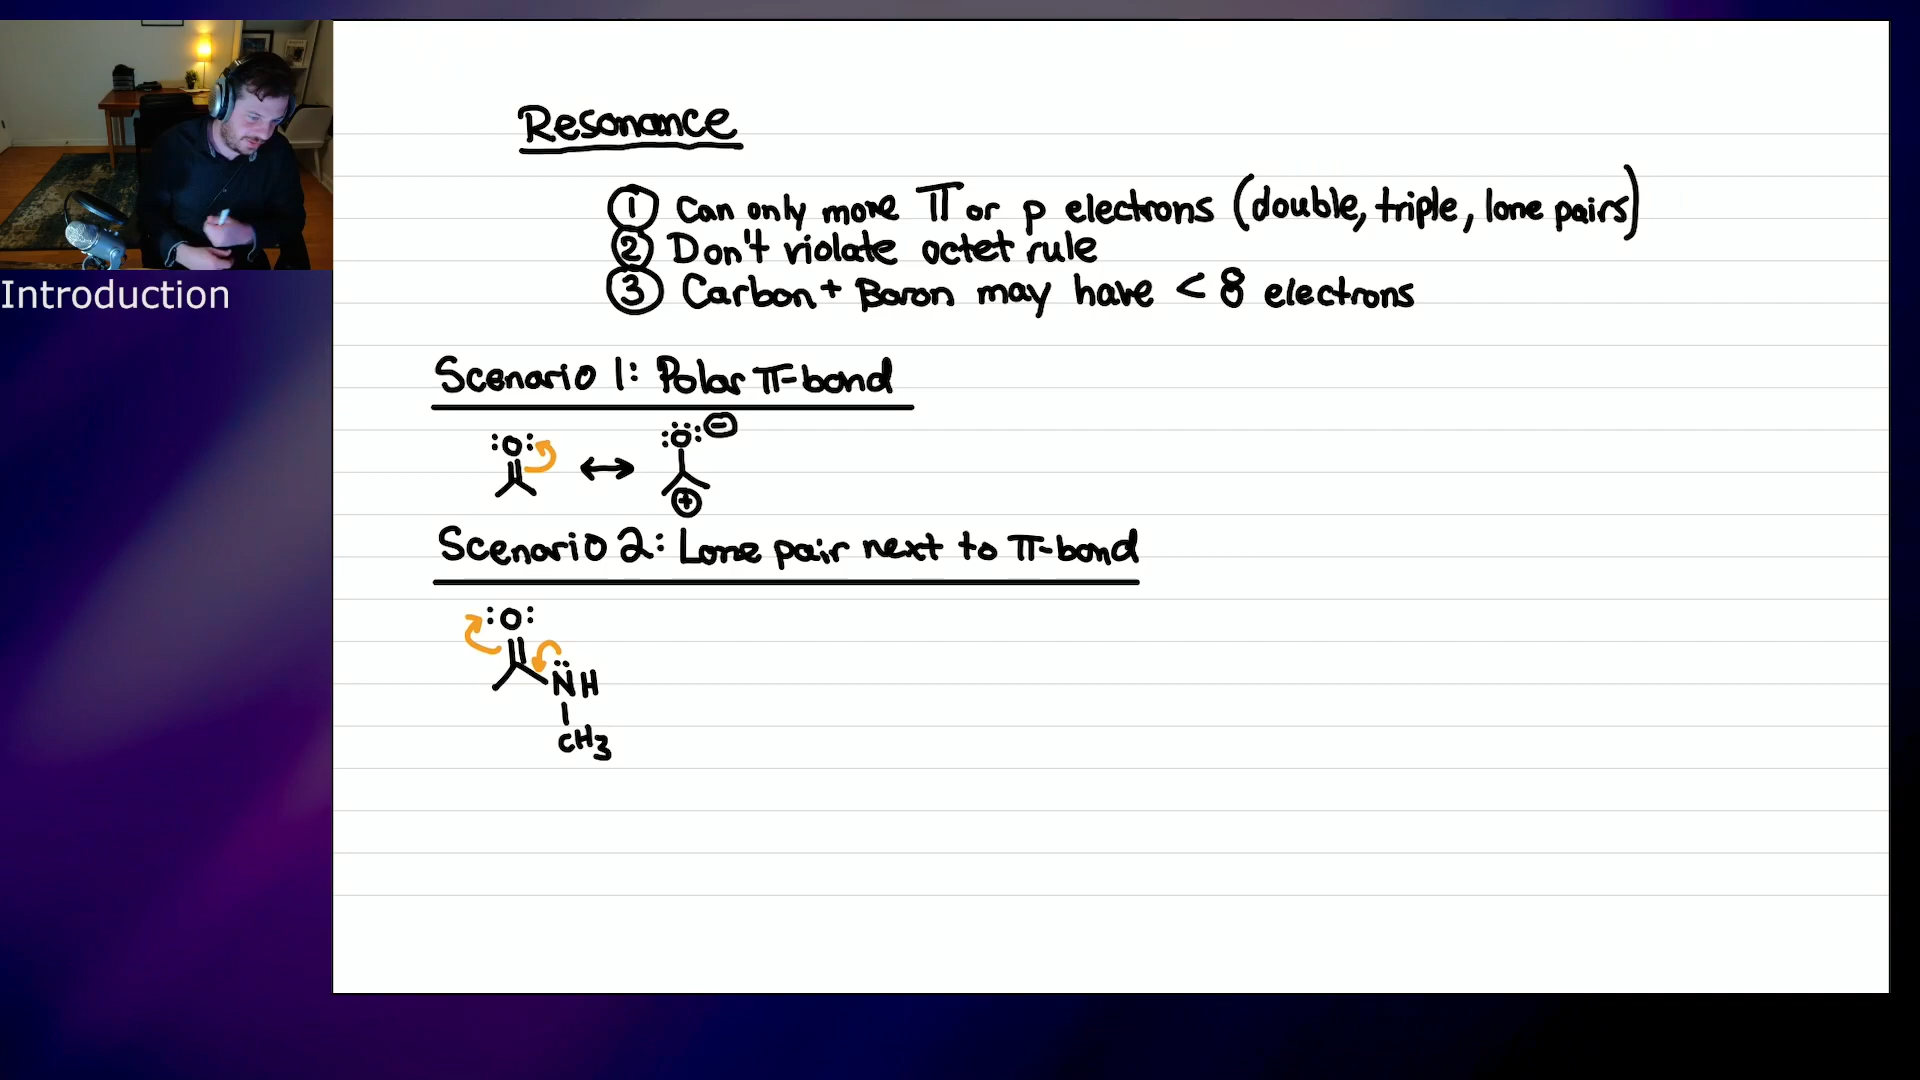 Introduction
Resonance
① Can only move π or p electrons (double, triple, lone pairs)
② Don't violate octet rule
③ Carbon + Boron may have < 8 electrons
Scenario 1: Polar π-bond
:O: ↔ :Ö: ⊖
⊕
Scenario 2: Lone pair next to π-bond
:O:
N̈H
CH3